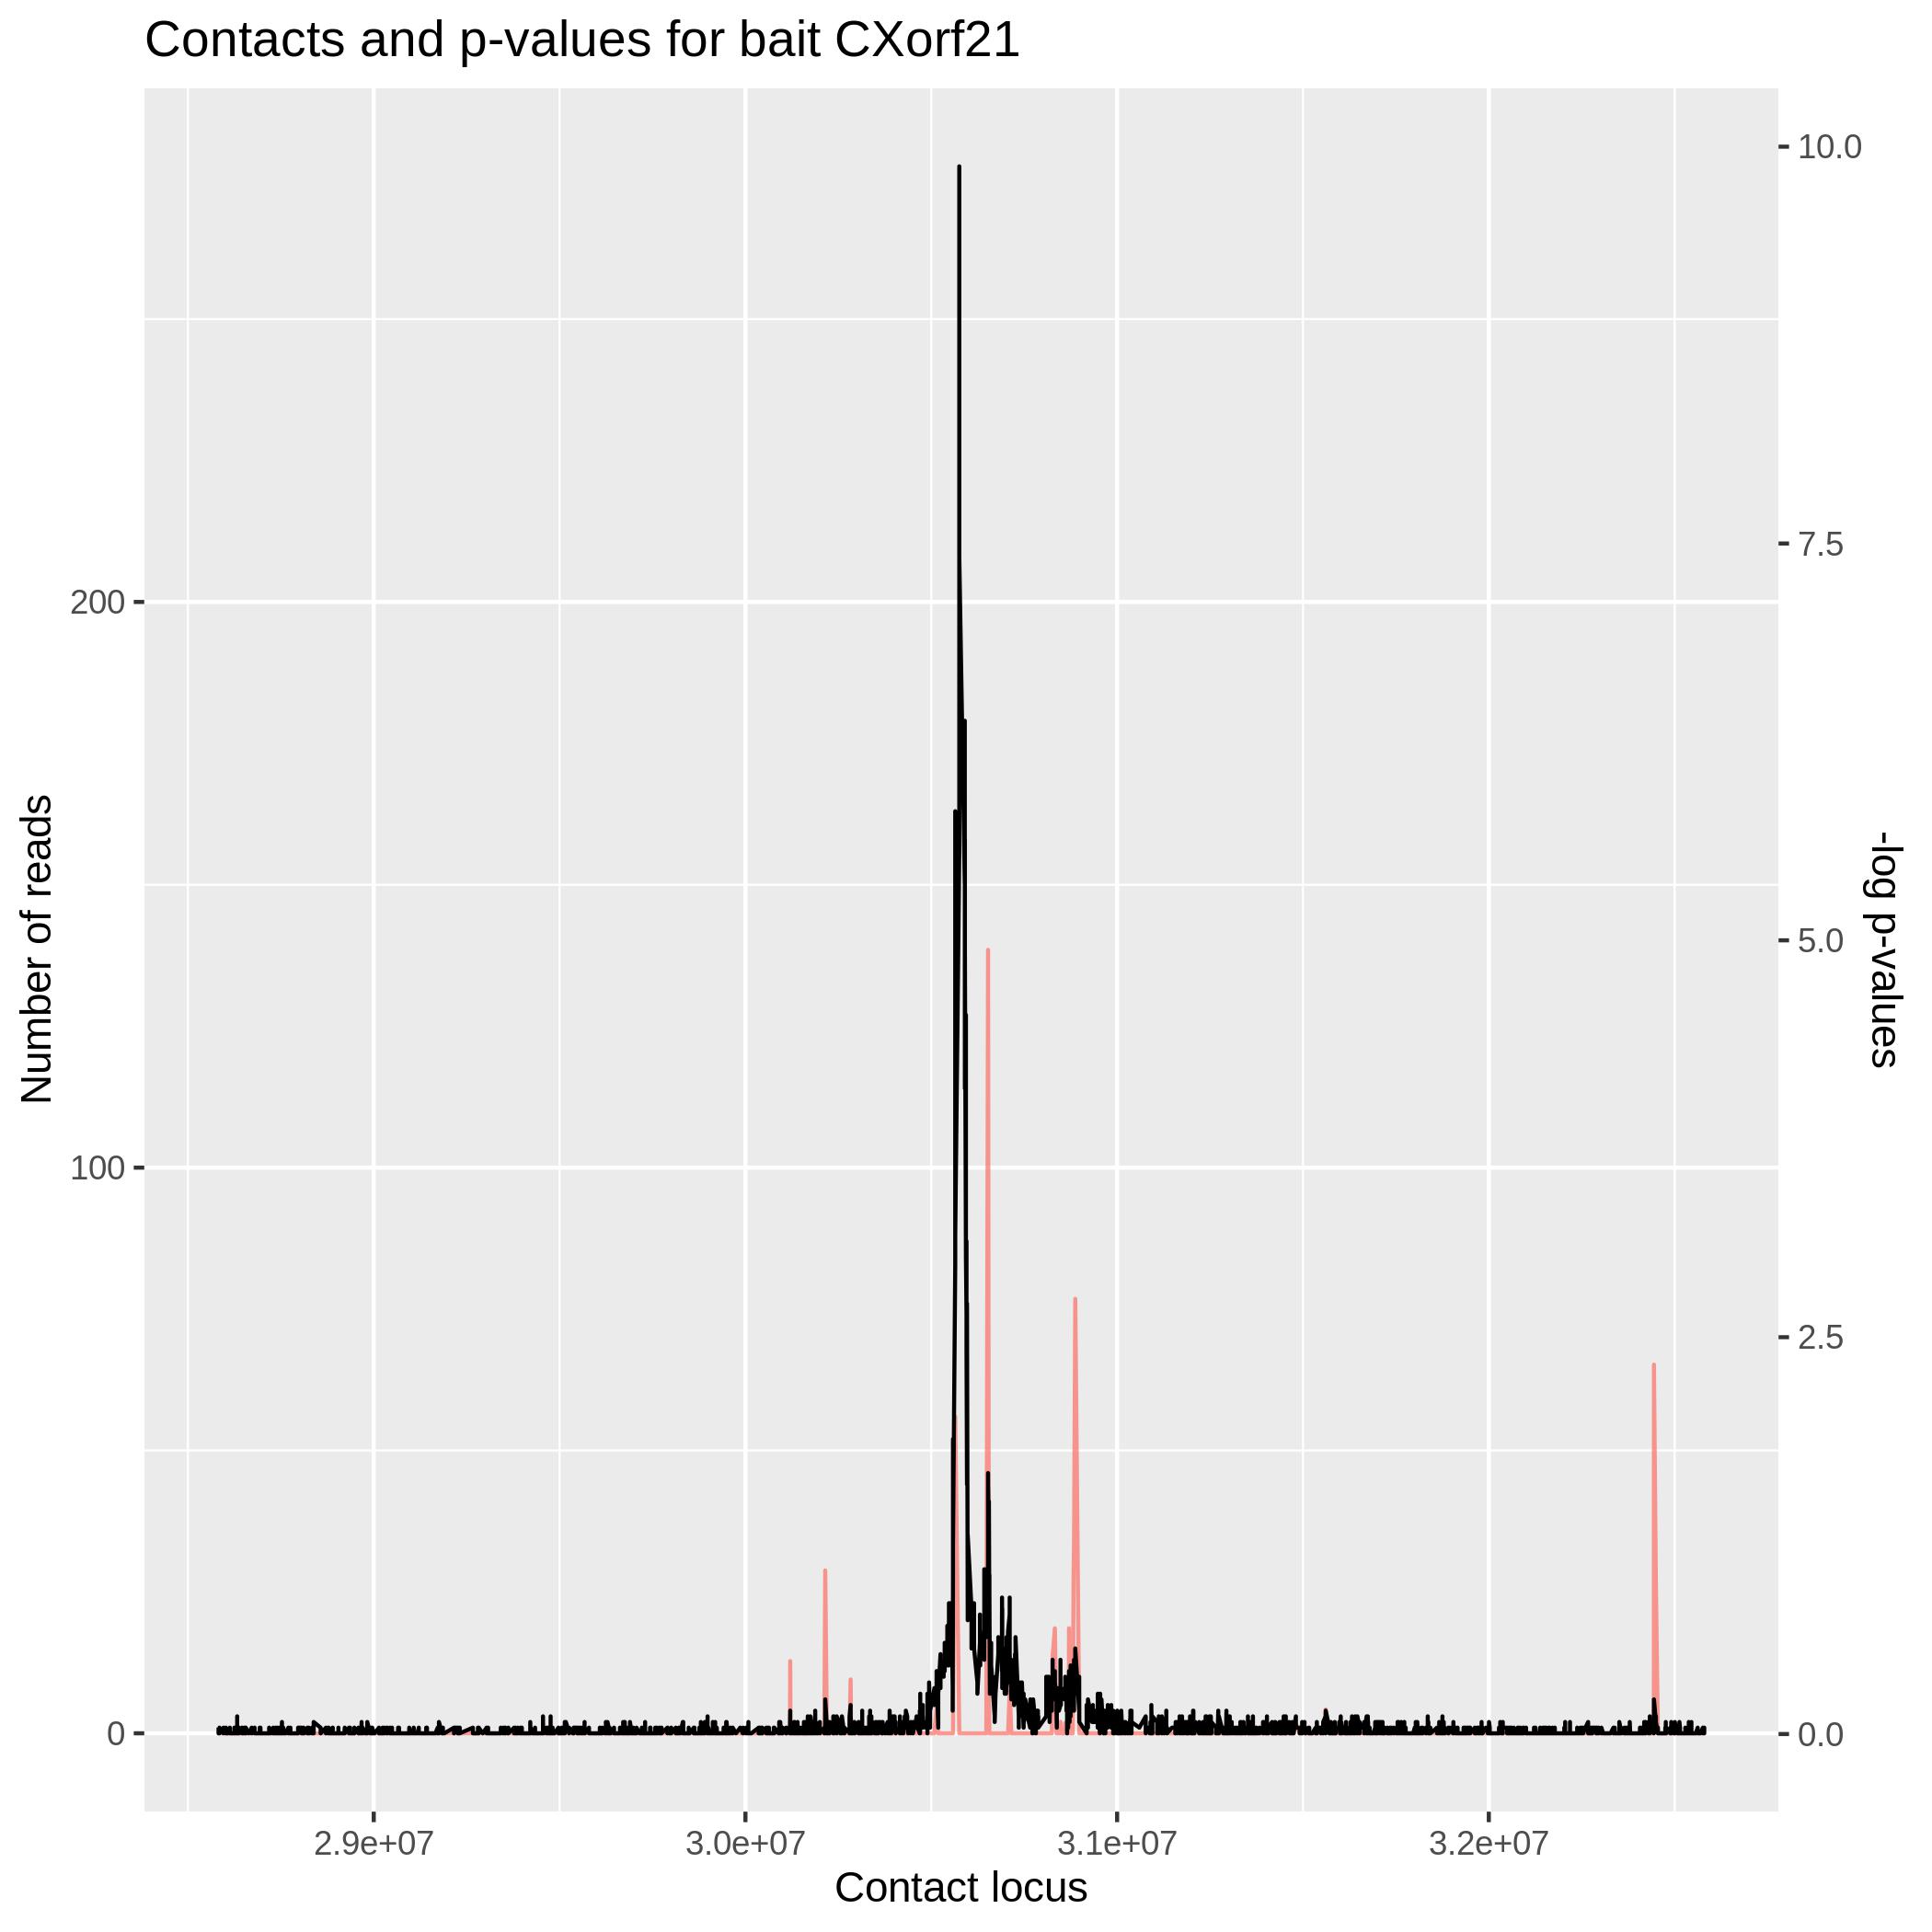 Contacts and p-values for bait CXorf21
Number of reads
200
100
0
10.0
7.5
5.0
2.5
0.0
-log p-values
2.9e+07
3.0e+07
3.1e+07
3.2e+07
Contact locus